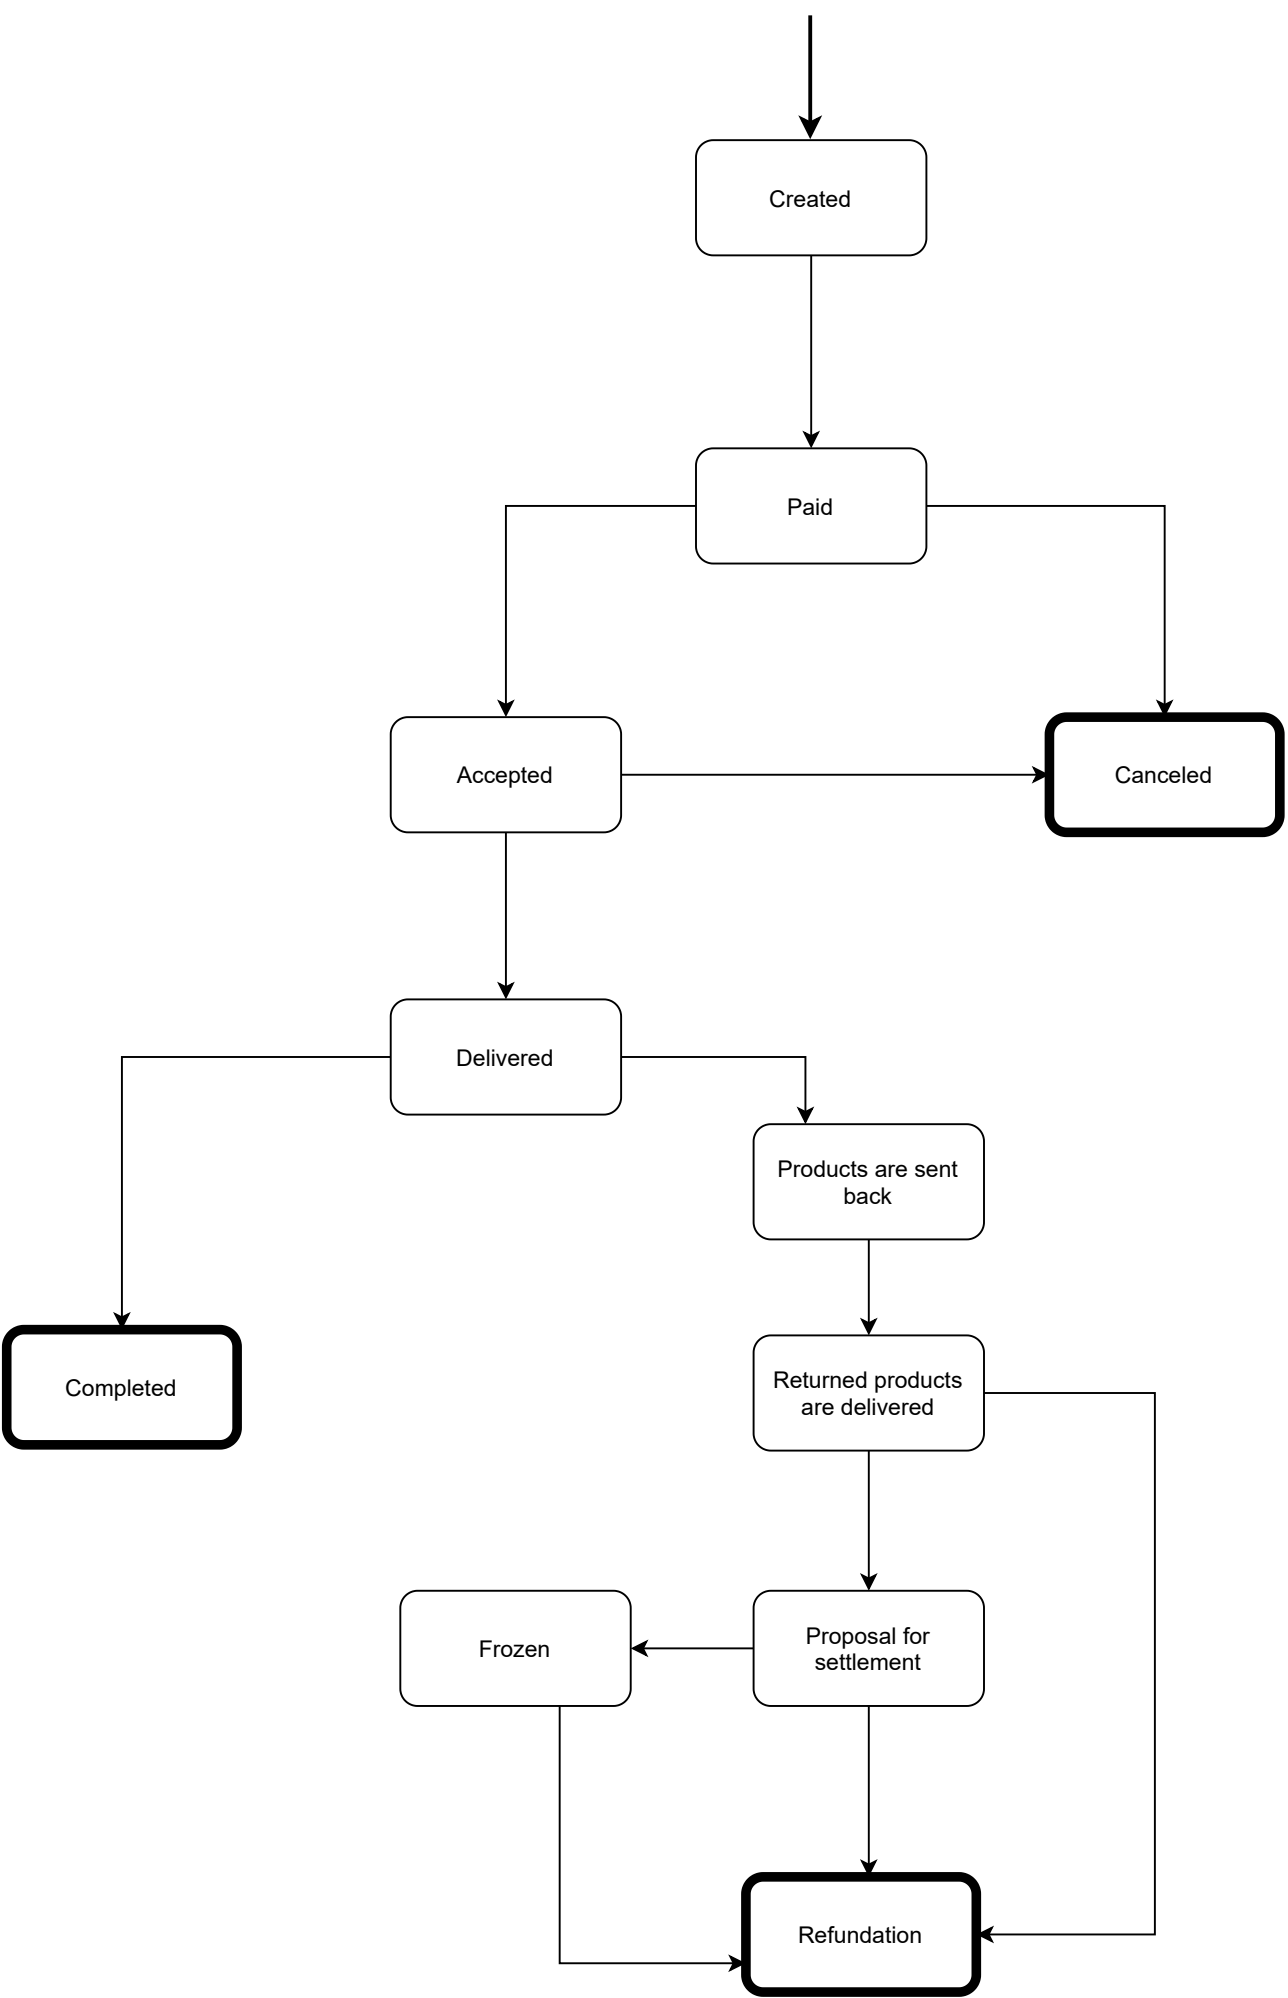 Created
Paid
Accepted
Canceled
Delivered
Products are sent
back
Completed
Returned products
are delivered
Frozen
Proposal for
settlement
Refundation